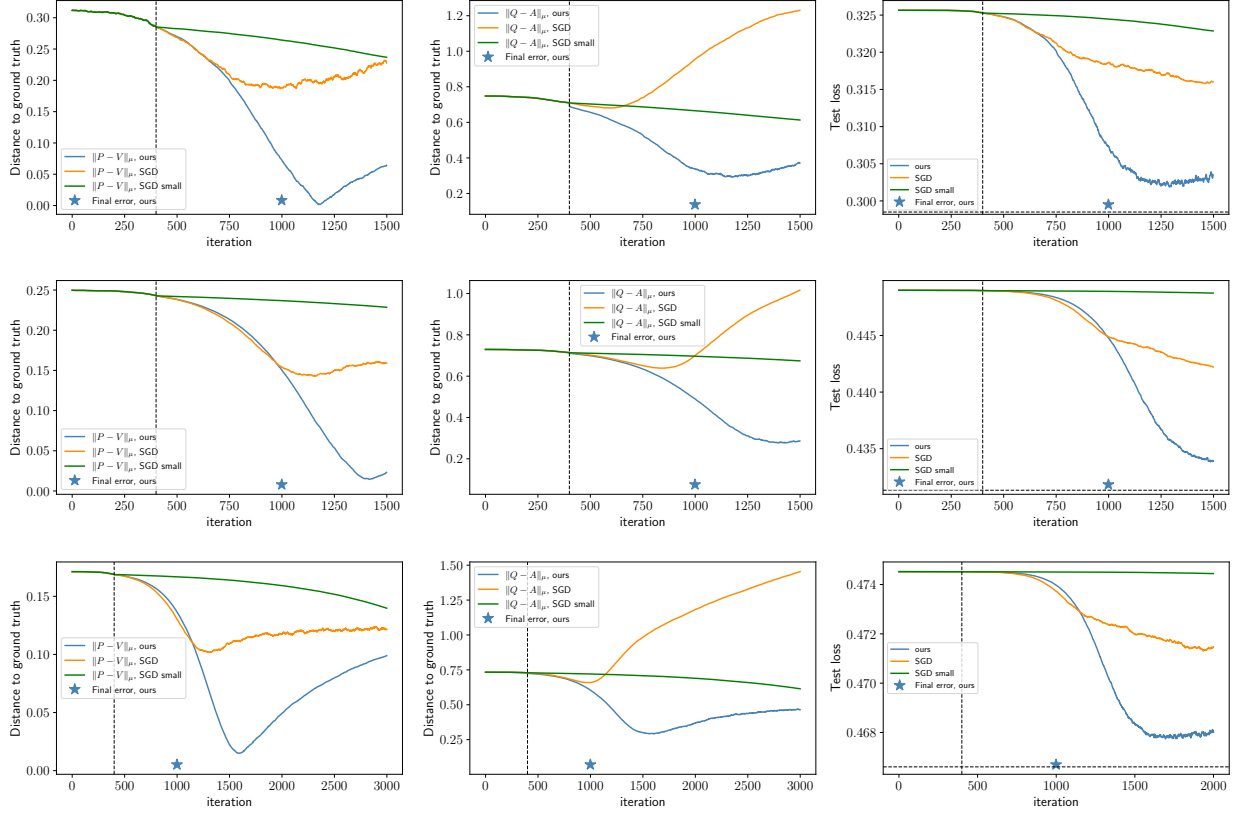 0.30
0.25
0.20
0.15
0.10
0.05
0.00
Distance to ground truth
‖P − V‖μ, ours
‖P − V‖μ, SGD
‖P − V‖μ, SGD small
Final error, ours
0 250 500 750 1000 1250 1500
iteration
1.2
1.0
0.8
0.6
0.4
0.2
Distance to ground truth
‖Q − A‖μ, ours
‖Q − A‖μ, SGD
‖Q − A‖μ, SGD small
Final error, ours
0 250 500 750 1000 1250 1500
iteration
0.325
0.320
0.315
0.310
0.305
0.300
Test loss
ours
SGD
SGD small
Final error, ours
0 250 500 750 1000 1250 1500
iteration
0.25
0.20
0.15
0.10
0.05
0.00
Distance to ground truth
‖P − V‖μ, ours
‖P − V‖μ, SGD
‖P − V‖μ, SGD small
Final error, ours
0 250 500 750 1000 1250 1500
iteration
1.0
0.8
0.6
0.4
0.2
Distance to ground truth
‖Q − A‖μ, ours
‖Q − A‖μ, SGD
‖Q − A‖μ, SGD small
Final error, ours
0 250 500 750 1000 1250 1500
iteration
0.445
0.440
0.435
Test loss
ours
SGD
SGD small
Final error, ours
0 250 500 750 1000 1250 1500
iteration
0.15
0.10
0.05
0.00
Distance to ground truth
‖P − V‖μ, ours
‖P − V‖μ, SGD
‖P − V‖μ, SGD small
Final error, ours
0 500 1000 1500 2000 2500 3000
iteration
1.50
1.25
1.00
0.75
0.50
0.25
Distance to ground truth
‖Q − A‖μ, ours
‖Q − A‖μ, SGD
‖Q − A‖μ, SGD small
Final error, ours
0 500 1000 1500 2000 2500 3000
iteration
0.474
0.472
0.470
0.468
Test loss
ours
SGD
SGD small
Final error, ours
0 250 500 750 1000 1250 1500 1750 2000
iteration